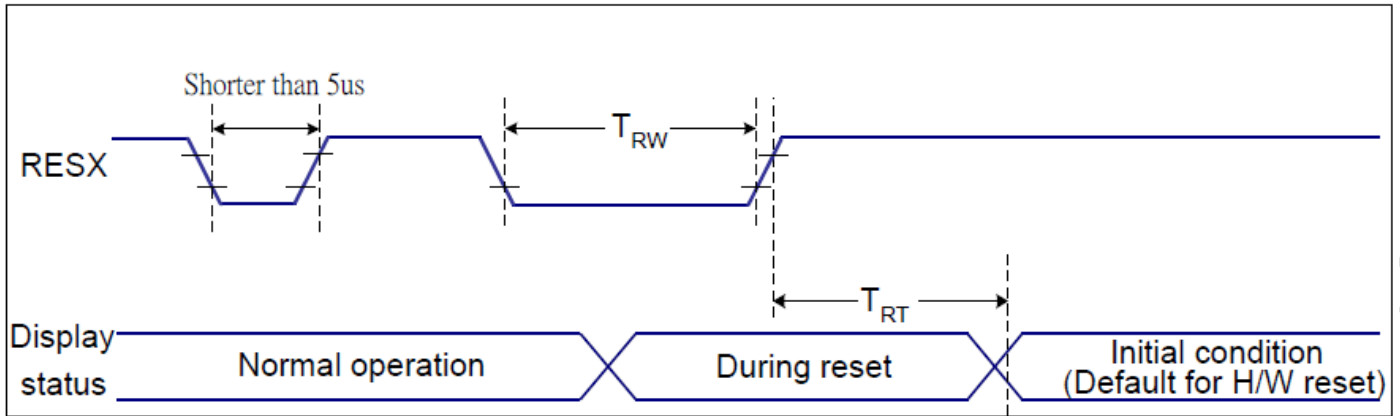 Shorter than 5us
RESX
TRW
TRT
Display
status
Normal operation
During reset
Initial condition
(Default for H/W reset)